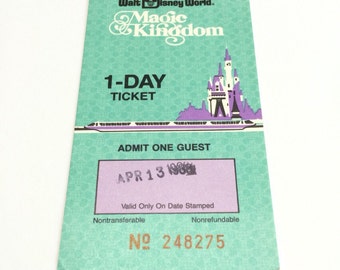 Walt Disney World®
Magic
Kingdom
1-DAY
TICKET
ADMIT ONE GUEST
APR 13
Valid Only On Date Stamped
Nontransferable Nonrefundable
Nº 248275